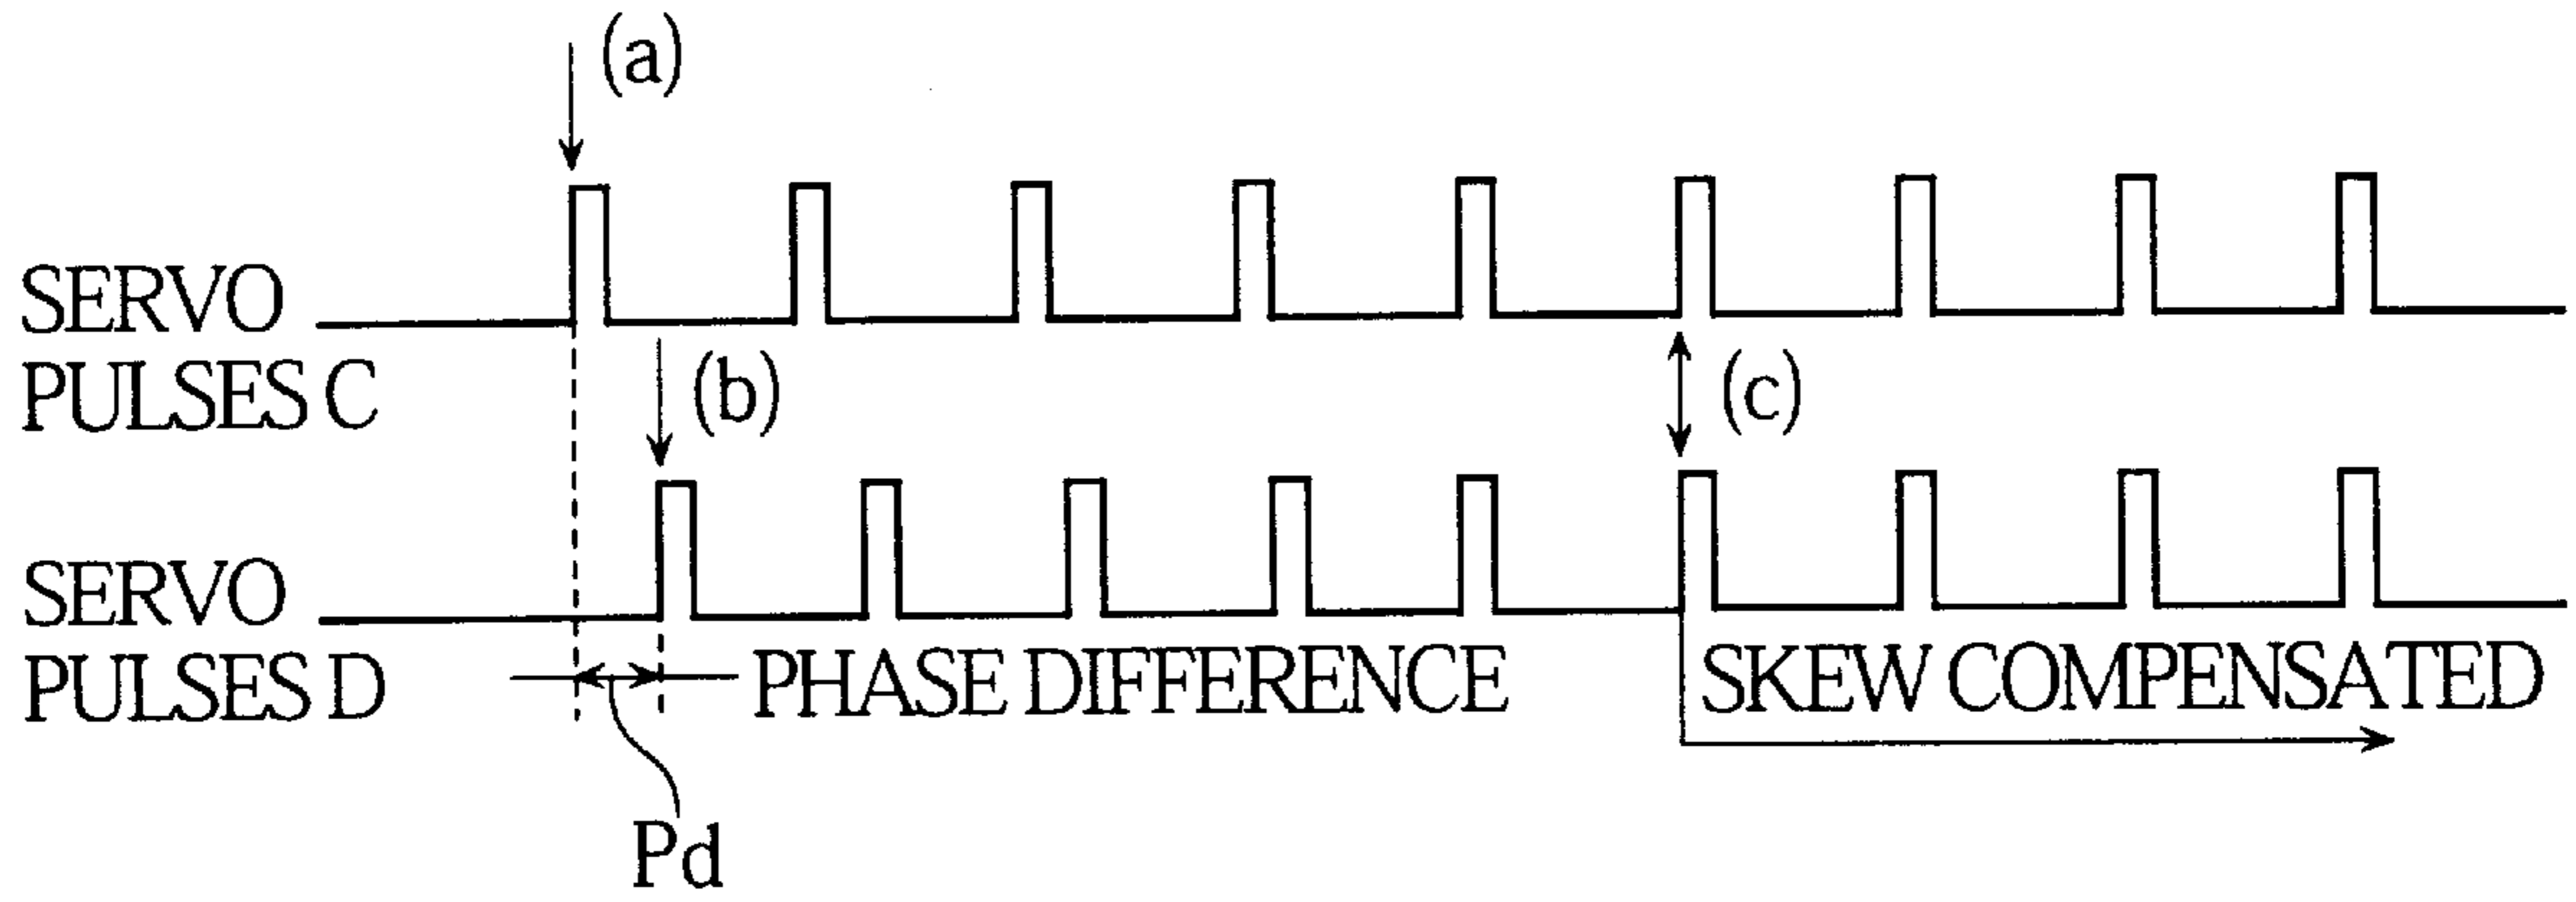 (a)
SERVO
PULSES C
(b)
(c)
SERVO
PULSES D
PHASE DIFFERENCE
SKEW COMPENSATED
Pd